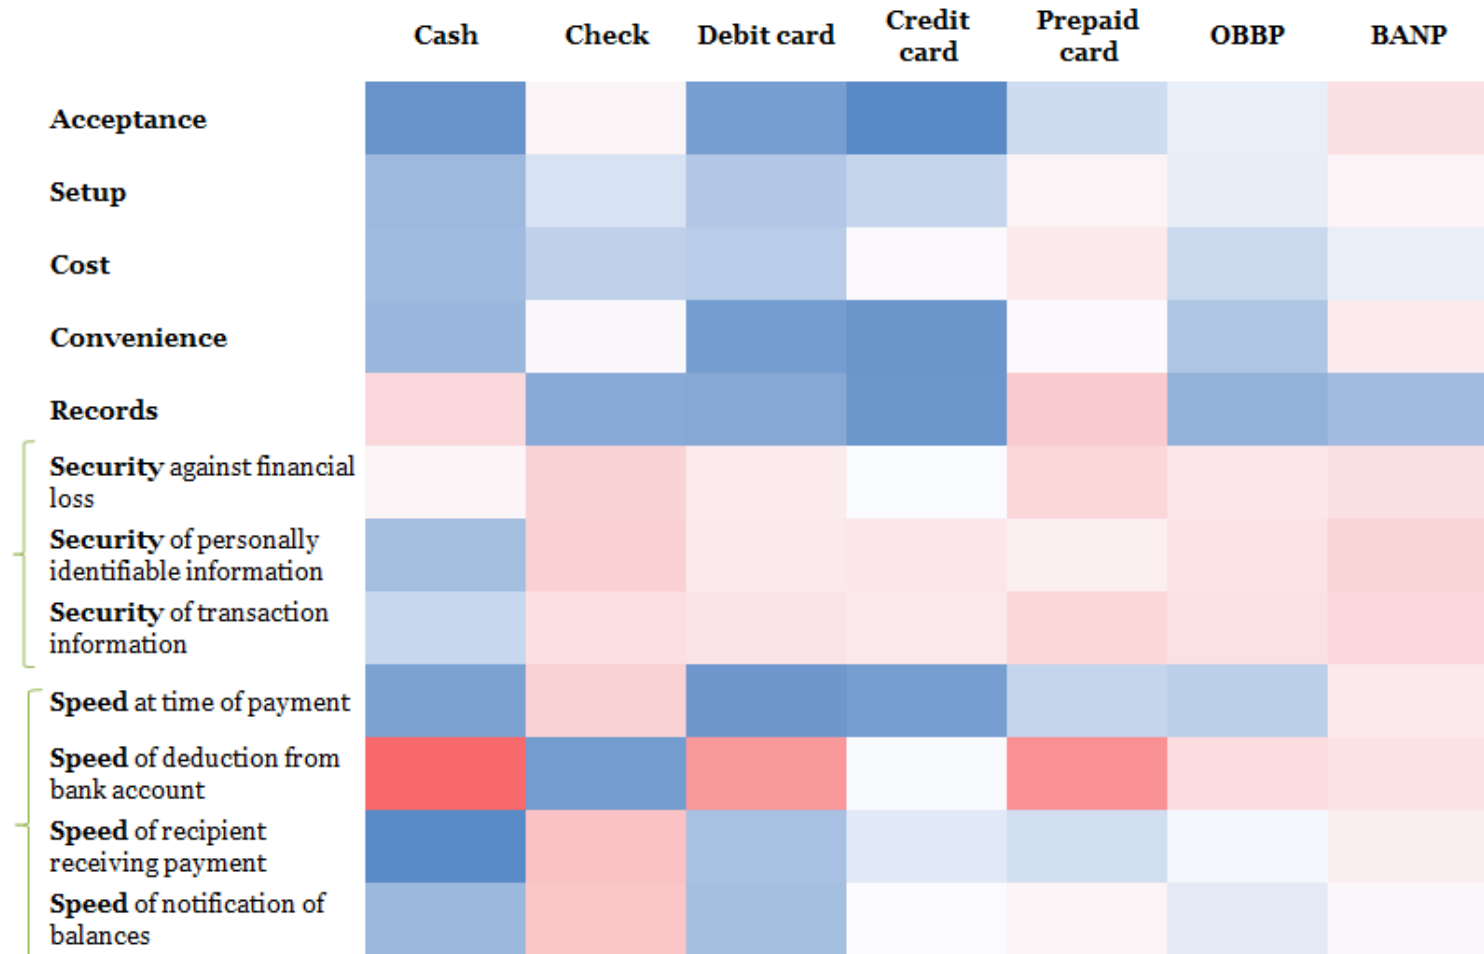 Cash Check Debit card Credit card Prepaid card OBBP BANP
Acceptance
Setup
Cost
Convenience
Records
Security against financial
loss
Security of personally
identifiable information
Security of transaction
information
Speed at time of payment
Speed of deduction from
bank account
Speed of recipient
receiving payment
Speed of notification of
balances